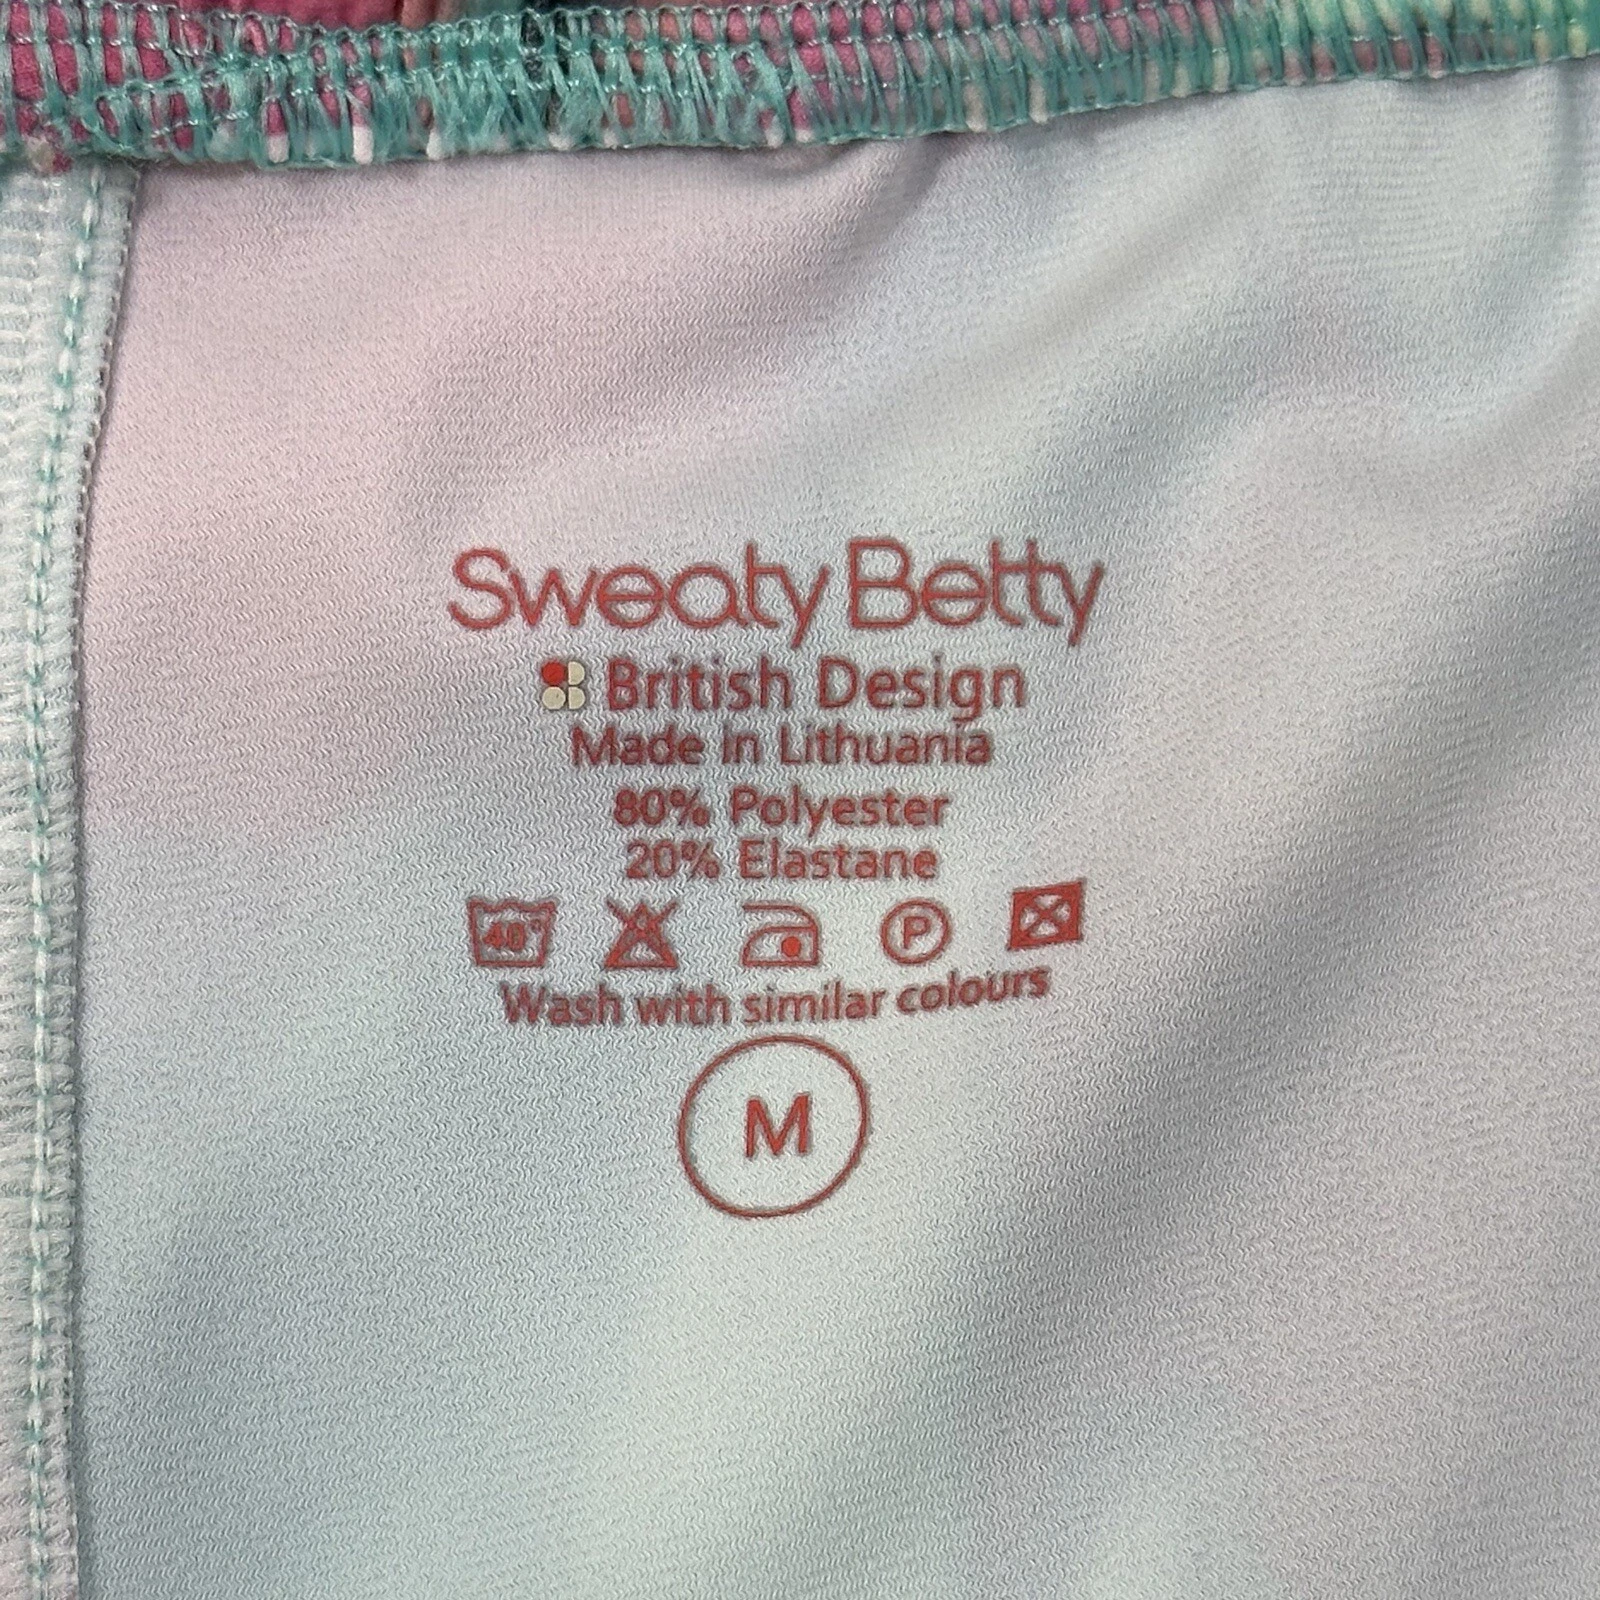 Sweaty Betty
British Design
Made in Lithuania
80% Polyester
20% Elastane
40° P
Wash with similar colours
M